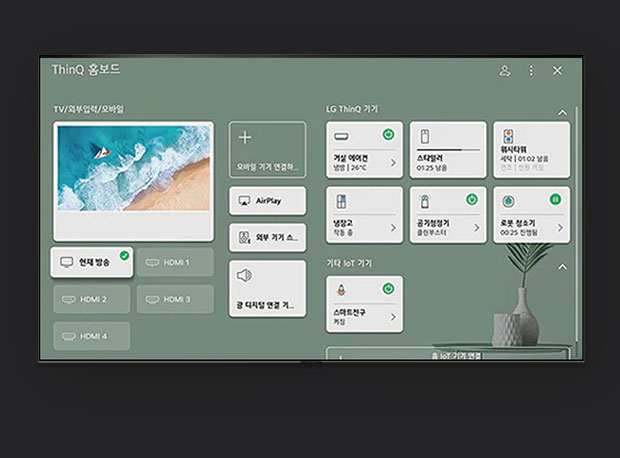 ThinQ 홈보드
TV/외부입력/모바일
현재 방송
HDMI 1
HDMI 2
HDMI 3
HDMI 4
모바일 기기 연결하...
AirPlay
외부 기기 스...
광 디지털 연결 기...
LG ThinQ 기기
거실 에어컨
냉방 | 26°C
스타일러
01:25 남음
워시타워
세탁 | 01:02 남음
건조 | 전원 꺼짐
냉장고
작동 중
공기청정기
클린부스터
로봇 청소기
00:25 진행됨
기타 IoT 기기
스마트전구
켜짐
홈 IoT 기기 연결